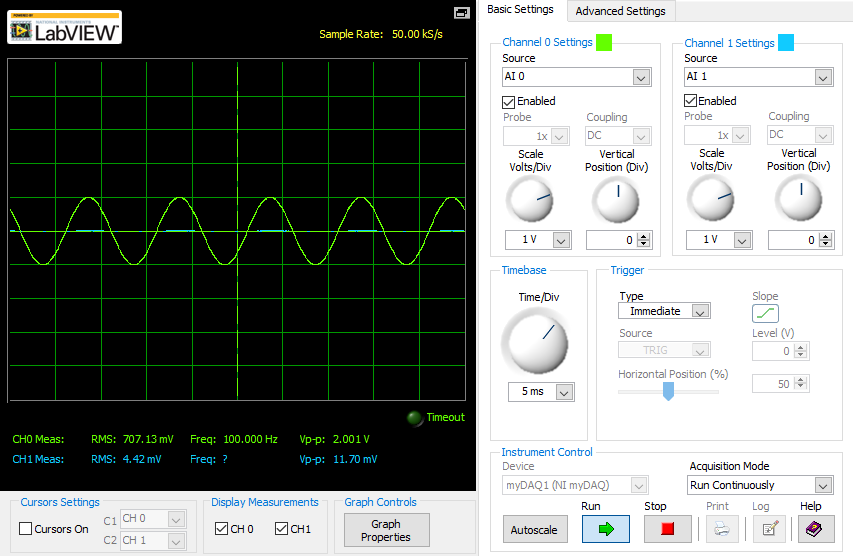 POWERED BY
NATIONAL INSTRUMENTS
LabVIEW™
Sample Rate: 50.00 kS/s
Timeout
CH0 Meas: RMS: 707.13 mV Freq: 100.000 Hz Vp-p: 2.001 V
CH1 Meas: RMS: 4.42 mV Freq: ? Vp-p: 11.70 mV
Cursors Settings
Cursors On
C1 CH 0
C2 CH 1
Display Measurements
CH 0 CH1
Graph Controls
Graph
Properties
Basic Settings Advanced Settings
Channel 0 Settings
Source
AI 0
Enabled
Probe Coupling
1x DC
Scale Vertical
Volts/Div Position (Div)
1 V 0
Channel 1 Settings
Source
AI 1
Enabled
Probe Coupling
1x DC
Scale Vertical
Volts/Div Position (Div)
1 V 0
Timebase
Time/Div
5 ms
Trigger
Type Slope
Immediate
Source Level (V)
TRIG 0
Horizontal Position (%)
50
Instrument Control
Device Acquisition Mode
myDAQ1 (NI myDAQ) Run Continuously
Run Stop Print Log Help
Autoscale